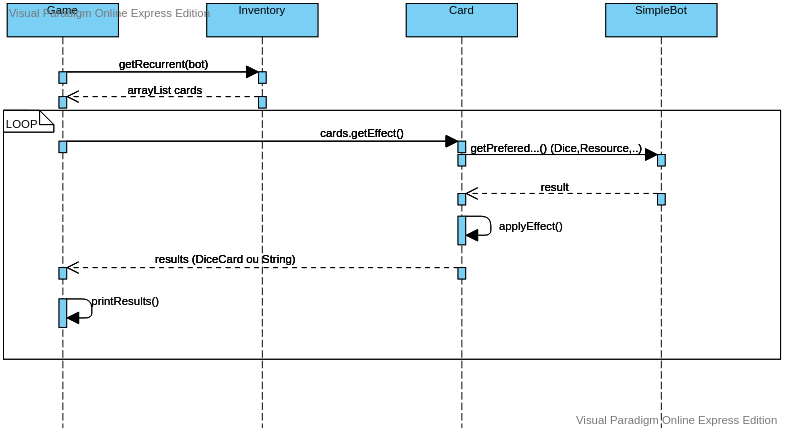 Visual Paradigm Online Express Edition
Game
Inventory
Card
SimpleBot
getRecurrent(bot)
arrayList cards
LOOP
cards.getEffect()
getPrefered...() (Dice,Resource,..)
result
applyEffect()
results (DiceCard ou String)
printResults()
Visual Paradigm Online Express Edition